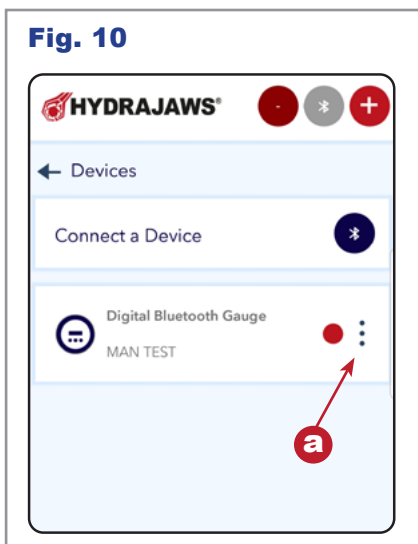 Fig. 10
HYDRAJAWS®
-
+
← Devices
Connect a Device
Digital Bluetooth Gauge
MAN TEST
a